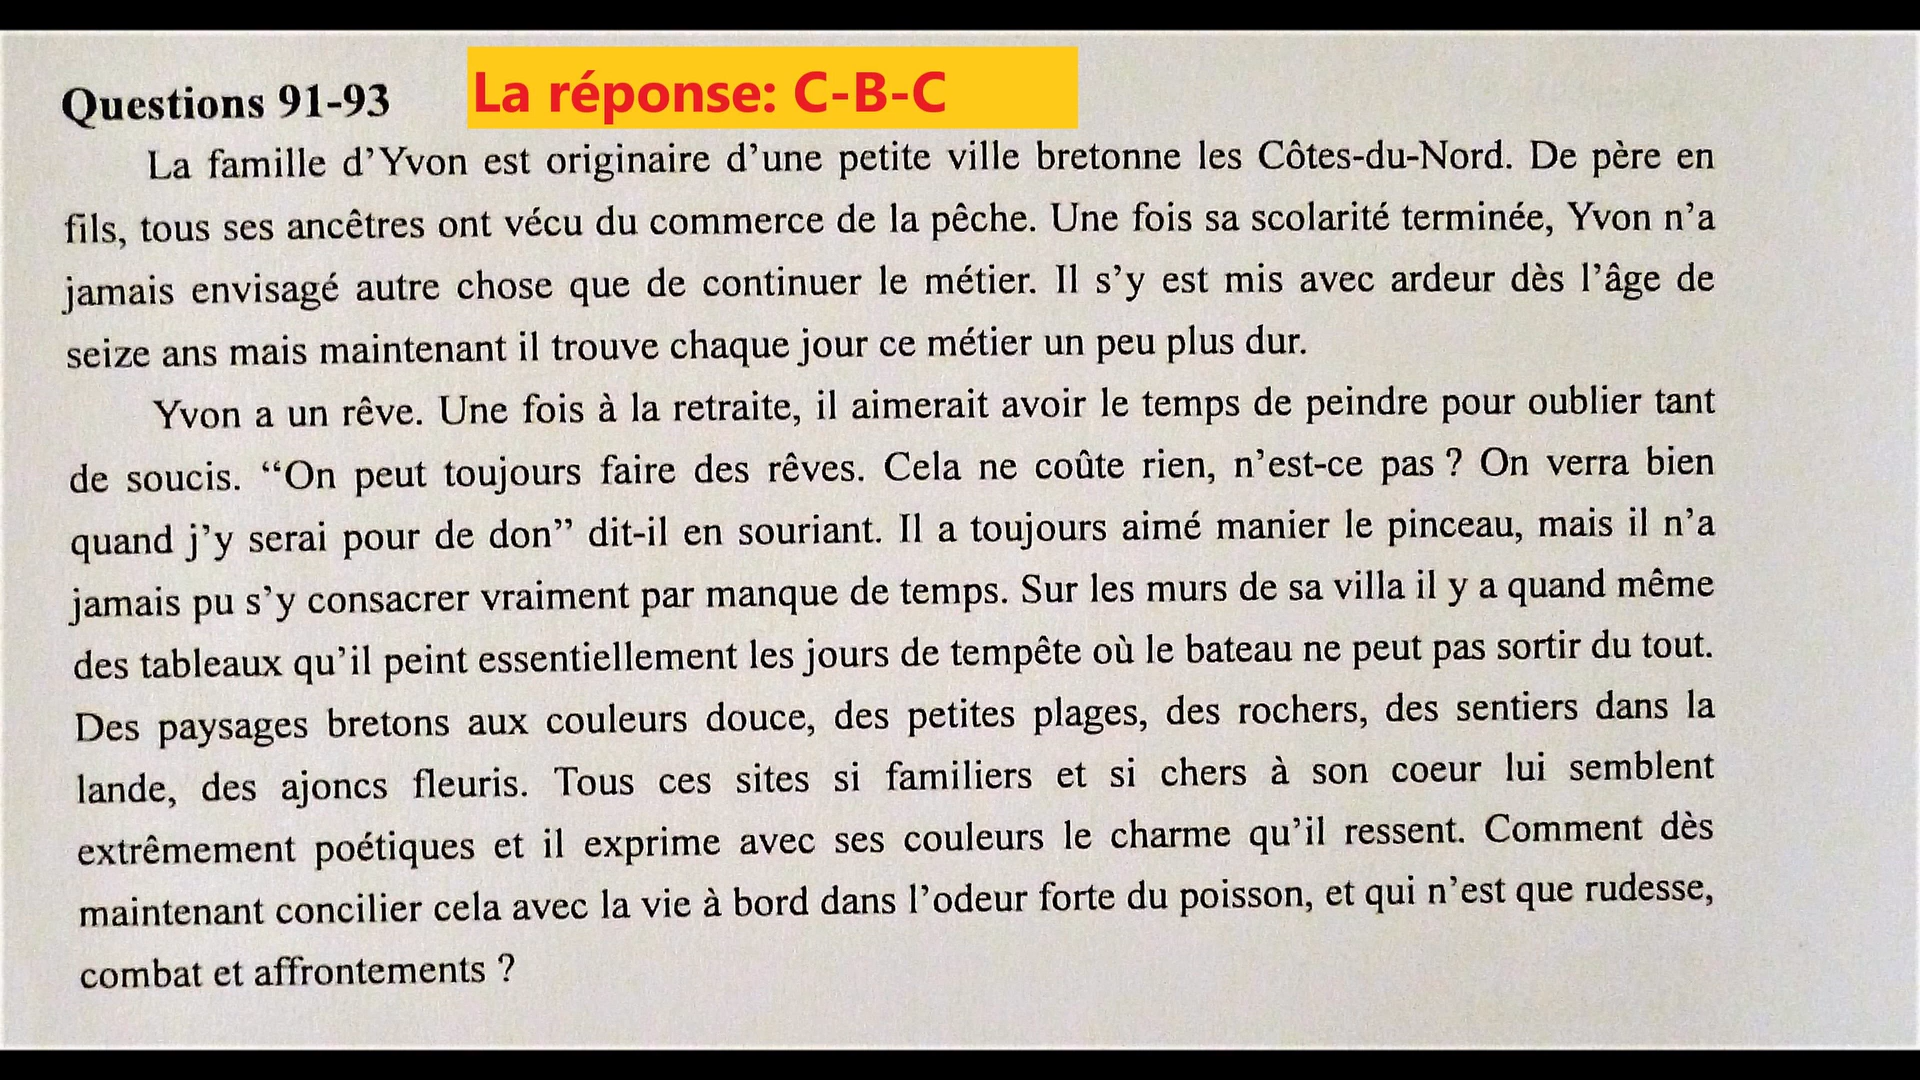 Questions 91-93
La réponse: C-B-C
La famille d'Yvon est originaire d'une petite ville bretonne les Côtes-du-Nord. De père en
fils, tous ses ancêtres ont vécu du commerce de la pêche. Une fois sa scolarité terminée, Yvon n'a
jamais envisagé autre chose que de continuer le métier. Il s'y est mis avec ardeur dès l'âge de
seize ans mais maintenant il trouve chaque jour ce métier un peu plus dur.
Yvon a un rêve. Une fois à la retraite, il aimerait avoir le temps de peindre pour oublier tant
de soucis. “On peut toujours faire des rêves. Cela ne coûte rien, n'est-ce pas ? On verra bien
quand j'y serai pour de don” dit-il en souriant. Il a toujours aimé manier le pinceau, mais il n'a
jamais pu s'y consacrer vraiment par manque de temps. Sur les murs de sa villa il y a quand même
des tableaux qu'il peint essentiellement les jours de tempête où le bateau ne peut pas sortir du tout.
Des paysages bretons aux couleurs douce, des petites plages, des rochers, des sentiers dans la
lande, des ajoncs fleuris. Tous ces sites si familiers et si chers à son coeur lui semblent
extrêmement poétiques et il exprime avec ses couleurs le charme qu'il ressent. Comment dès
maintenant concilier cela avec la vie à bord dans l'odeur forte du poisson, et qui n'est que rudesse,
combat et affrontements ?